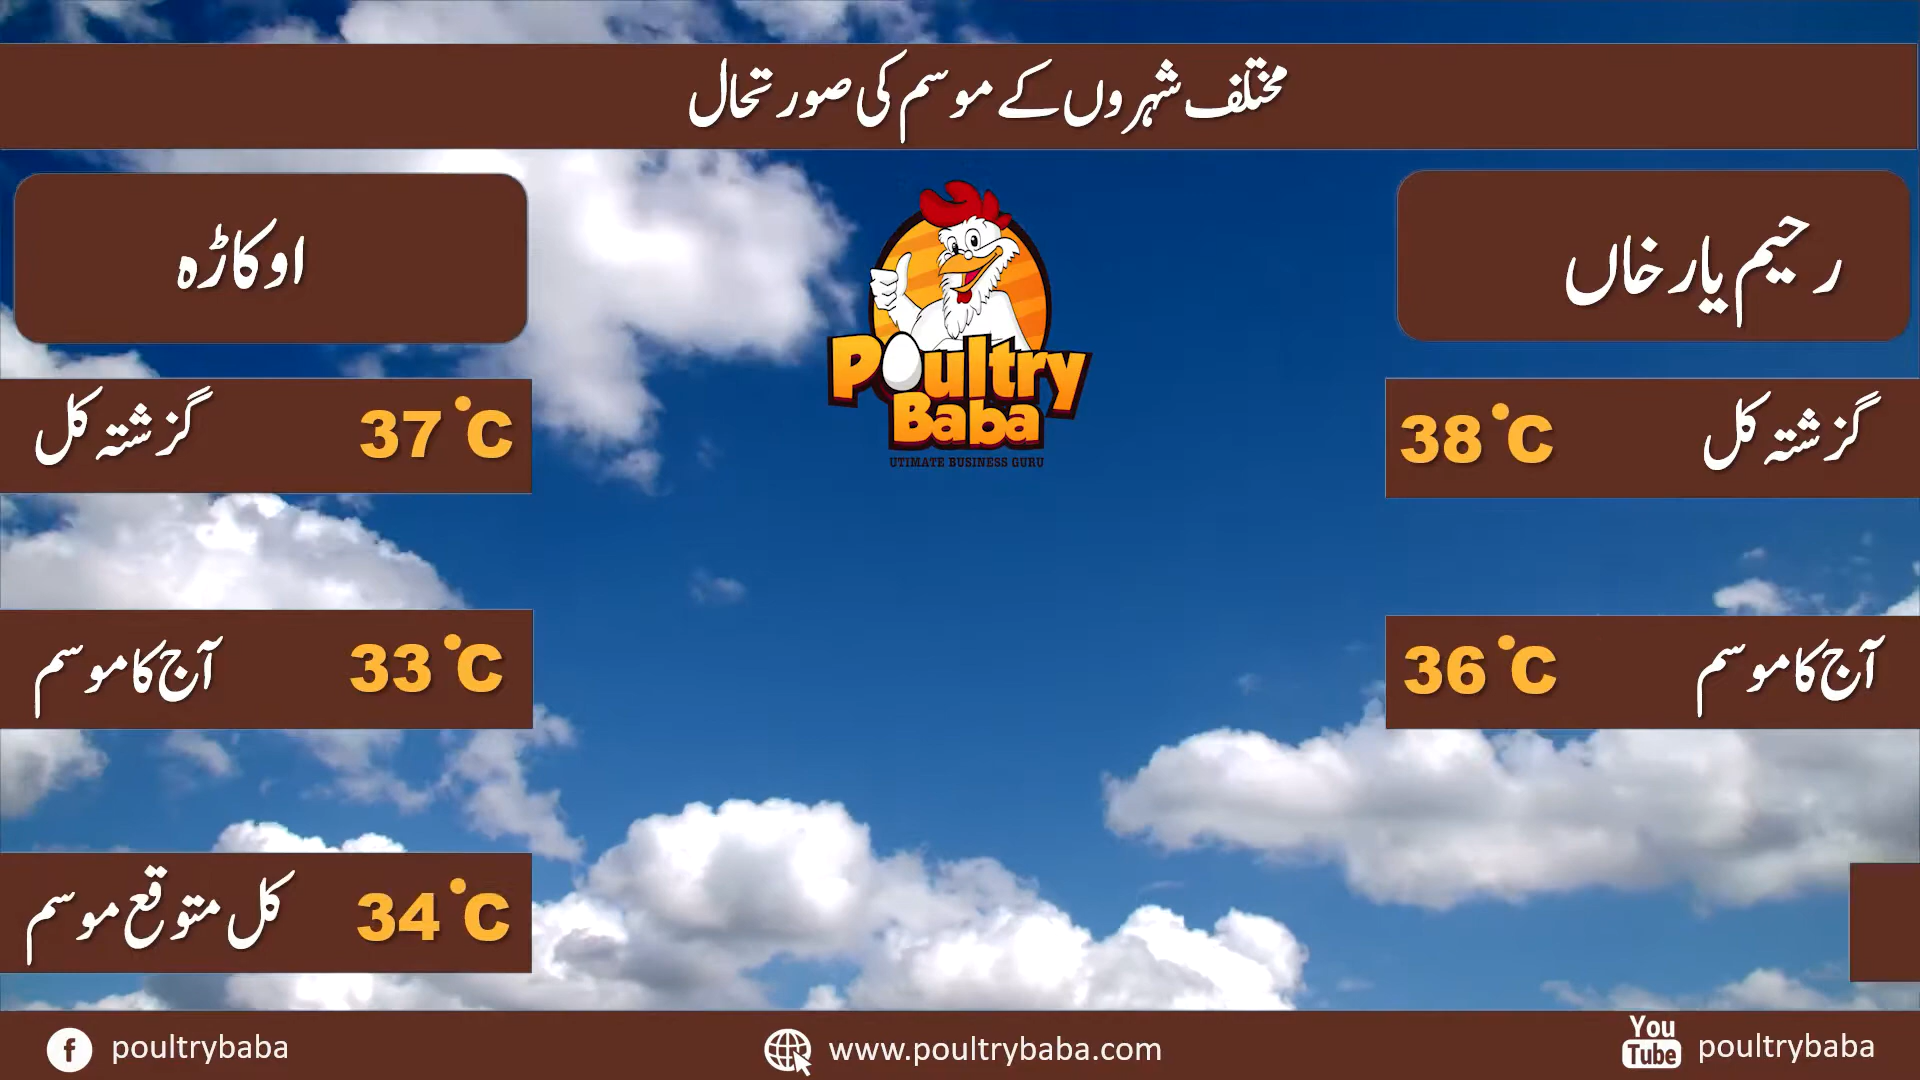 مختلف شہروں کے موسم کی صورتحال
رحیم یار خاں
گزشتہ کل 38°C
آج کا موسم 36°C
اوکاڑہ
37°C گزشتہ کل
33°C آج کا موسم
34°C کل متوقع موسم
Poultry
Baba
UTIMATE BUSINESS GURU
f poultrybaba
www.poultrybaba.com
You
Tube poultrybaba